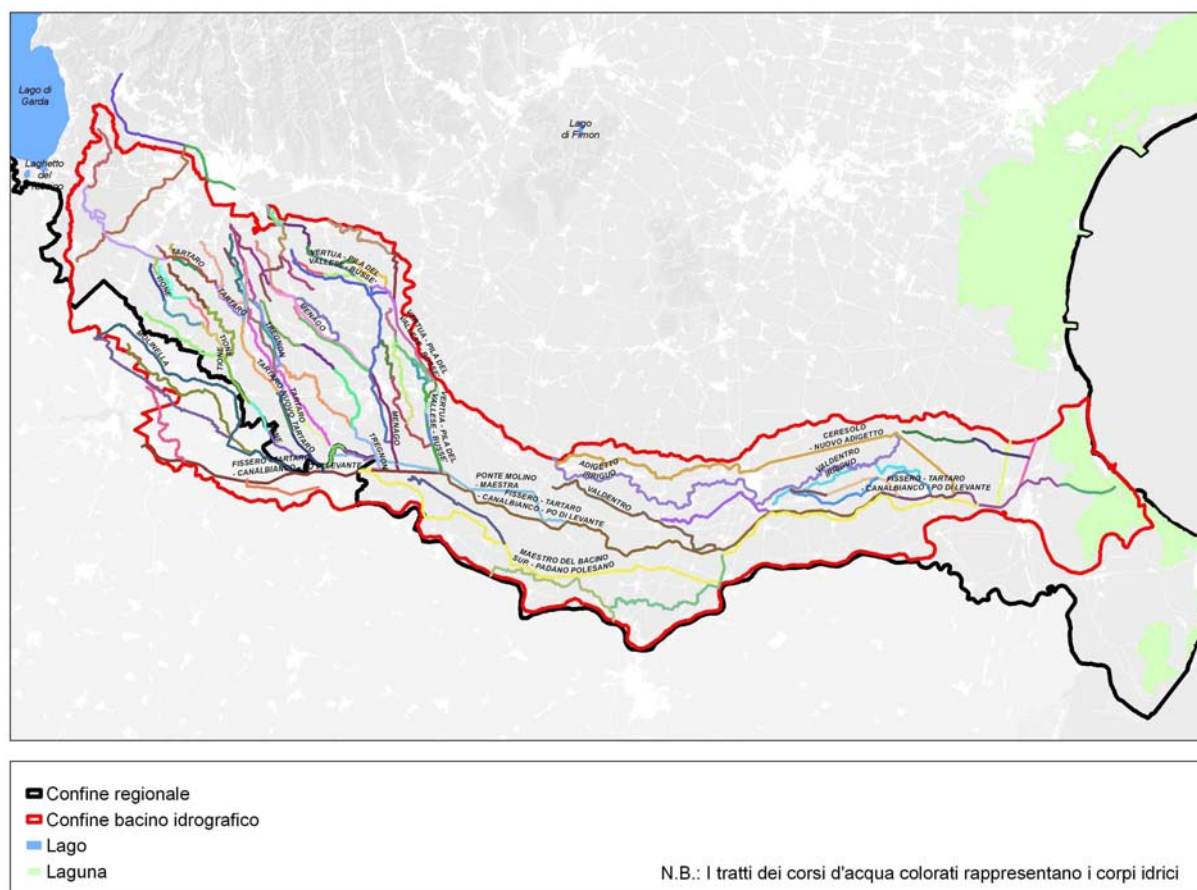 Lago di
Garda
Lago
di Fimon
Laghetto
del
VERTUA - PILA DEL
VALLESE - BUSSE'
TARTARO
TIONE
TARTARO
MENAGO
TREGNON
VERTUA - PILA DEL
VALLESE - BUSSE'
MOLINELLA
TIONE
TIONE
TARTARO NUOVO TARTARO
TARTARO
MENAGO
VERTUA - PILA DEL
VALLESE - BUSSE'
TREGNON
FISSERO - TARTARO
- CANALBIANCO
CERESOLO
- NUOVO ADIGETTO
ADIGETTO
IRRIGUO
VALDENTRO
IRRIGUO
PONTE MOLINO
- MAESTRA
VALDENTRO
FISSERO - TARTARO
- CANALBIANCO - PO DI LEVANTE
FISSERO - TARTARO
- CANALBIANCO - PO DI LEVANTE
MAESTRO DEL BACINO
SUP. - PADANO POLESANO
Confine regionale
Confine bacino idrografico
Lago
Laguna
N.B.: I tratti dei corsi d'acqua colorati rappresentano i corpi idrici